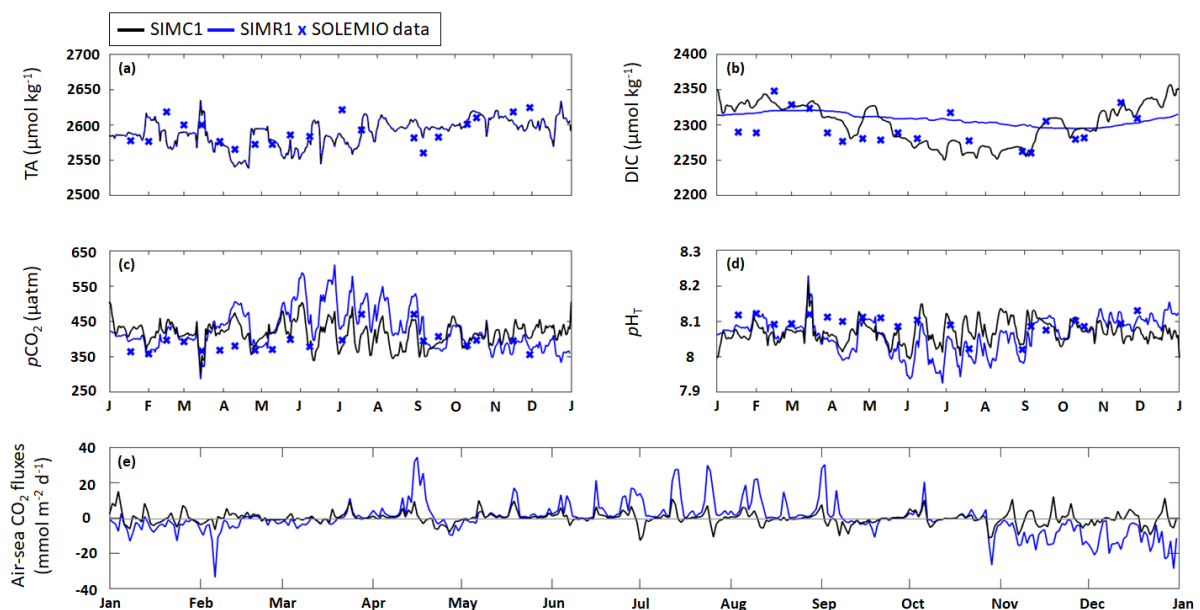 SIMC1 SIMR1 x SOLEMIO data
(a)
TA (µmol kg⁻¹)
2700
2650
2600
2550
2500
(b)
DIC (µmol kg⁻¹)
2400
2300
2200
2100
(c)
pCO₂ (µatm)
650
550
450
350
250
J F M A M J J A S O N D J
(d)
pH_T
8.3
8.2
8.1
8
7.9
J F M A M J J A S O N D J
(e)
Air-sea CO₂ fluxes
(mmol m⁻² d⁻¹)
40
20
0
-20
-40
Jan Feb Mar Apr May Jun Jul Aug Sep Oct Nov Dec Jan